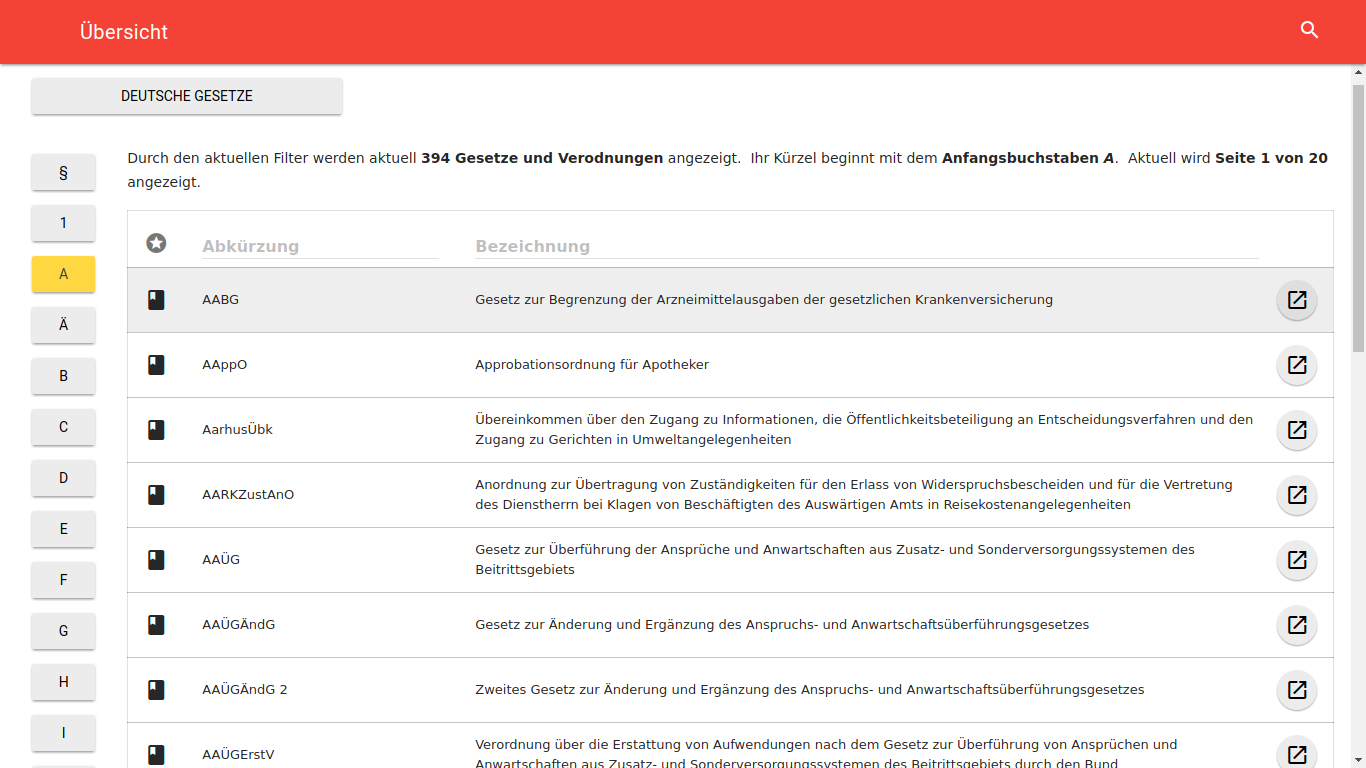 Übersicht
DEUTSCHE GESETZE
Durch den aktuellen Filter werden aktuell 394 Gesetze und Verodnungen angezeigt. Ihr Kürzel beginnt mit dem Anfangsbuchstaben A. Aktuell wird Seite 1 von 20
angezeigt.
§
1
A
Ä
B
C
D
E
F
G
H
I
Abkürzung Bezeichnung
AABG Gesetz zur Begrenzung der Arzneimittelausgaben der gesetzlichen Krankenversicherung
AAppO Approbationsordnung für Apotheker
AarhusÜbk Übereinkommen über den Zugang zu Informationen, die Öffentlichkeitsbeteiligung an Entscheidungsverfahren und den
Zugang zu Gerichten in Umweltangelegenheiten
AARKZustAnO Anordnung zur Übertragung von Zuständigkeiten für den Erlass von Widerspruchsbescheiden und für die Vertretung
des Dienstherrn bei Klagen von Beschäftigten des Auswärtigen Amts in Reisekostenangelegenheiten
AAÜG Gesetz zur Überführung der Ansprüche und Anwartschaften aus Zusatz- und Sonderversorgungssystemen des
Beitrittsgebiets
AAÜGÄndG Gesetz zur Änderung und Ergänzung des Anspruchs- und Anwartschaftsüberführungsgesetzes
AAÜGÄndG 2 Zweites Gesetz zur Änderung und Ergänzung des Anspruchs- und Anwartschaftsüberführungsgesetzes
AAÜGErstV Verordnung über die Erstattung von Aufwendungen nach dem Gesetz zur Überführung von Ansprüchen und
Anwartschaften aus Zusatz- und Sonderversorgungssystemen des Beitrittsgebiets durch den Bund